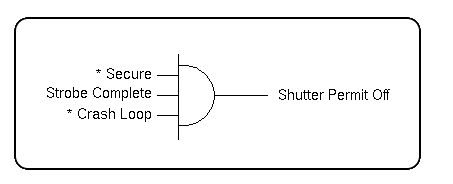 * Secure
Strobe Complete
* Crash Loop
Shutter Permit Off